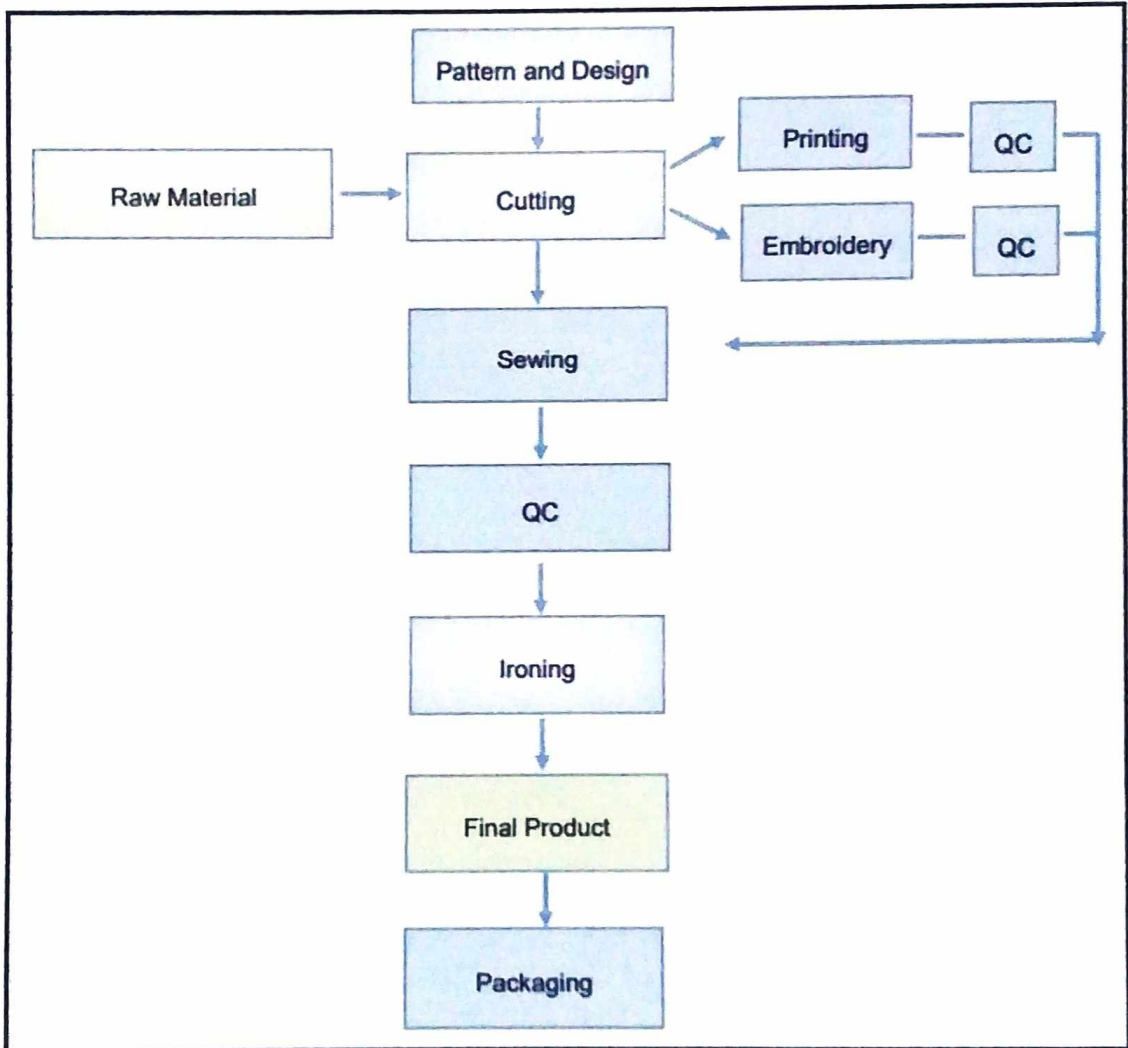 Pattern and Design
Printing
QC
Raw Material
Cutting
Embroidery
QC
Sewing
QC
Ironing
Final Product
Packaging